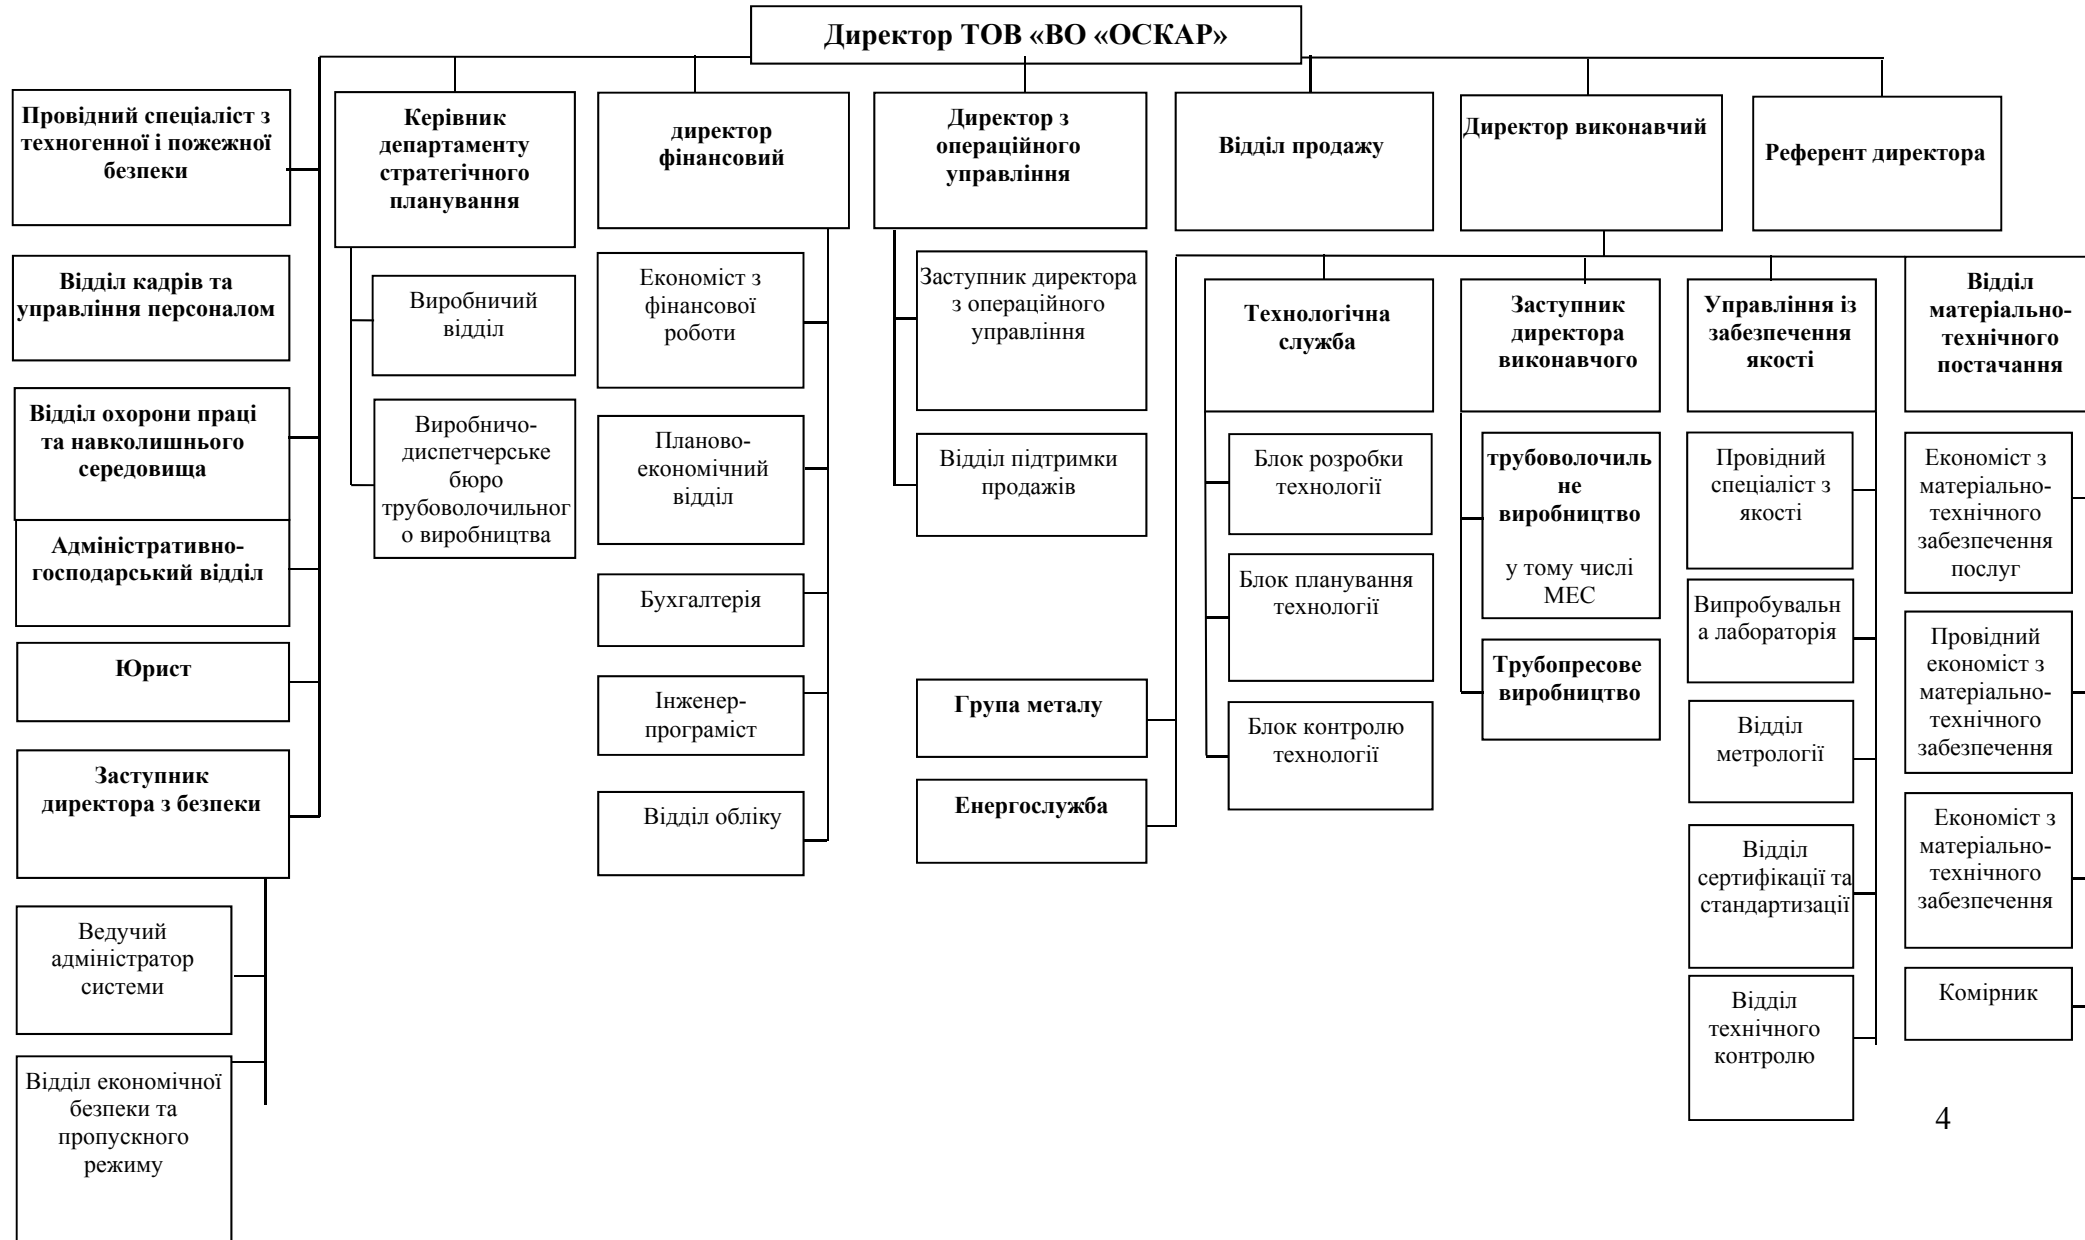 Директор ТОВ «ВО «ОСКАР»
Провідний спеціаліст з
техногенної і пожежної
безпеки
Керівник
департаменту
стратегічного
планування
директор
фінансовий
Директор з
операційного
управління
Відділ продажу
Директор виконавчий
Референт директора
Відділ кадрів та
управління персоналом
Відділ охорони праці
та навколишнього
середовища
Адміністративно-
господарський відділ
Юрист
Заступник
директора з безпеки
Ведучий
адміністратор
системи
Відділ економічної
безпеки та
пропускного
режиму
Виробничий
відділ
Виробничо-
диспетчерське
бюро
трубоволочильног
о виробництва
Економіст з
фінансової
роботи
Планово-
економічний
відділ
Бухгалтерія
Інженер-
програміст
Відділ обліку
Заступник директора
з операційного
управління
Відділ підтримки
продажів
Група металу
Енергослужба
Технологічна
служба
Блок розробки
технології
Блок планування
технології
Блок контролю
технології
Заступник
директора
виконавчого
трубоволочиль
не
виробництво
у тому числі
МЕС
Трубопресове
виробництво
Управління із
забезпечення
якості
Провідний
спеціаліст з
якості
Випробувальн
а лабораторія
Відділ
метрології
Відділ
сертифікації та
стандартизації
Відділ
технічного
контролю
Відділ
матеріально-
технічного
постачання
Економіст з
матеріально-
технічного
забезпечення
послуг
Провідний
економіст з
матеріально-
технічного
забезпечення
Економіст з
матеріально-
технічного
забезпечення
Комірник
4